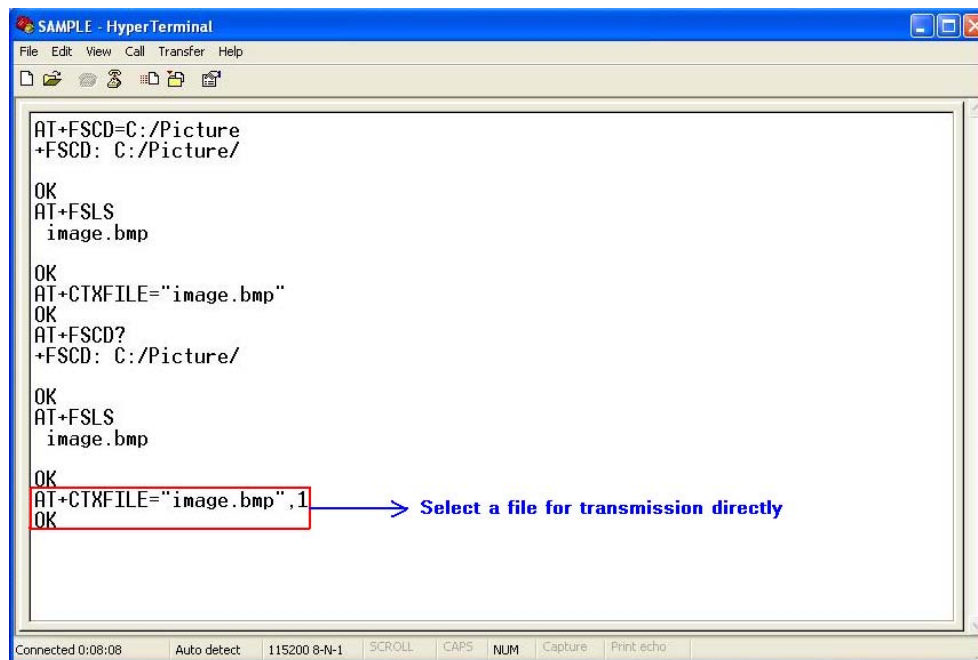 SAMPLE - HyperTerminal
File Edit View Call Transfer Help
AT+FSCD=C:/Picture
+FSCD: C:/Picture/
OK
AT+FSLS
image.bmp
OK
AT+CTXFILE="image.bmp"
OK
AT+FSCD?
+FSCD: C:/Picture/
OK
AT+FSLS
image.bmp
OK
AT+CTXFILE="image.bmp",1
Select a file for transmission directly
OK
Connected 0:08:08 Auto detect 115200 8-N-1 SCROLL CAPS NUM Capture Print echo